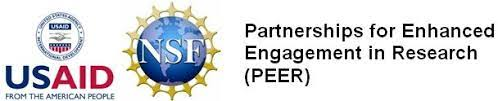 NSF
USAID
FROM THE AMERICAN PEOPLE
Partnerships for Enhanced
Engagement in Research
(PEER)